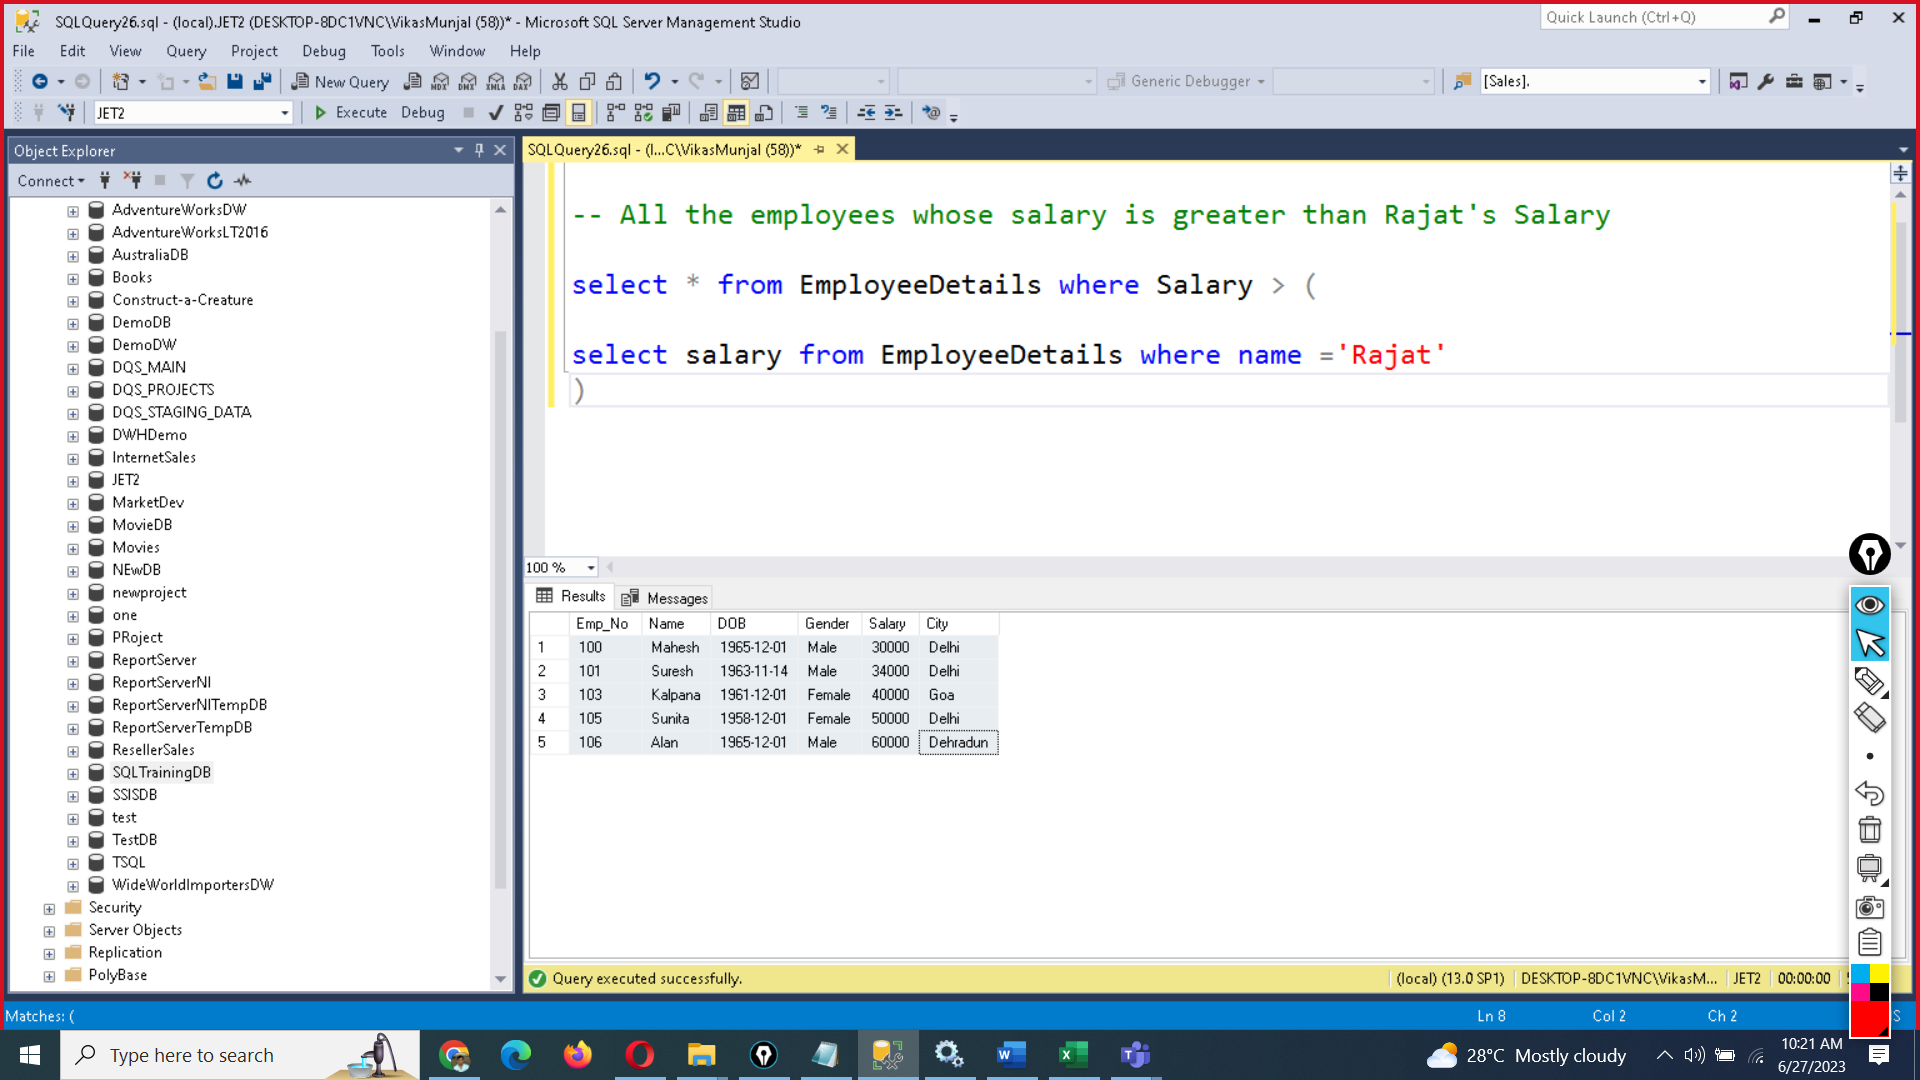 SQLQuery26.sql - (local).JET2 (DESKTOP-8DC1VNC\VikasMunjal (58))* - Microsoft SQL Server Management Studio
Quick Launch (Ctrl+Q)
File Edit View Query Project Debug Tools Window Help
New Query MDX DMX XMLA DAX Generic Debugger [Sales].
JET2 Execute Debug
Object Explorer
SQLQuery26.sql - (l...C\VikasMunjal (58))*
Connect
AdventureWorksDW
AdventureWorksLT2016
AustraliaDB
Books
Construct-a-Creature
DemoDB
DemoDW
DQS_MAIN
DQS_PROJECTS
DQS_STAGING_DATA
DWHDemo
InternetSales
JET2
MarketDev
MovieDB
Movies
NEwDB
newproject
one
PRoject
ReportServer
ReportServerNI
ReportServerNITempDB
ReportServerTempDB
ResellerSales
SQLTrainingDB
SSISDB
test
TestDB
TSQL
WideWorldImportersDW
Security
Server Objects
Replication
PolyBase
-- All the employees whose salary is greater than Rajat's Salary
select * from EmployeeDetails where Salary > (
select salary from EmployeeDetails where name ='Rajat'
)
100 %
Results Messages
Emp_No Name DOB Gender Salary City
1 100 Mahesh 1965-12-01 Male 30000 Delhi
2 101 Suresh 1963-11-14 Male 34000 Delhi
3 103 Kalpana 1961-12-01 Female 40000 Goa
4 105 Sunita 1958-12-01 Female 50000 Delhi
5 106 Alan 1965-12-01 Male 60000 Dehradun
Query executed successfully. (local) (13.0 SP1) DESKTOP-8DC1VNC\VikasM... JET2 00:00:00
Matches: ( Ln 8 Col 2 Ch 2
Type here to search
28°C Mostly cloudy
10:21 AM
6/27/2023